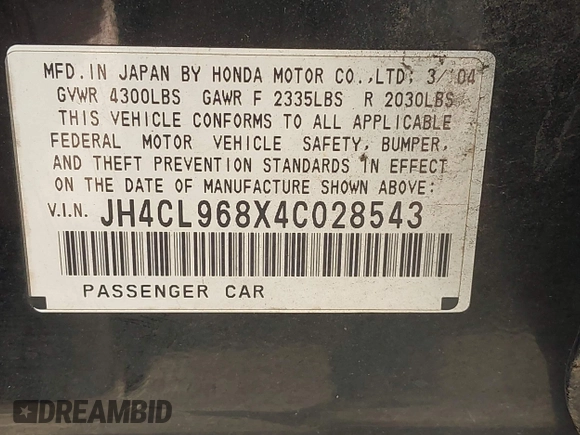 MFD. IN JAPAN BY HONDA MOTOR CO., LTD: 3/04
GVWR 4300LBS GAWR F 2335LBS R 2030LBS
THIS VEHICLE CONFORMS TO ALL APPLICABLE
FEDERAL MOTOR VEHICLE SAFETY, BUMPER,
AND THEFT PREVENTION STANDARDS IN EFFECT
ON THE DATE OF MANUFACTURE SHOWN ABOVE:
V.I.N. JH4CL968X4C028543
PASSENGER CAR
DREAMBID